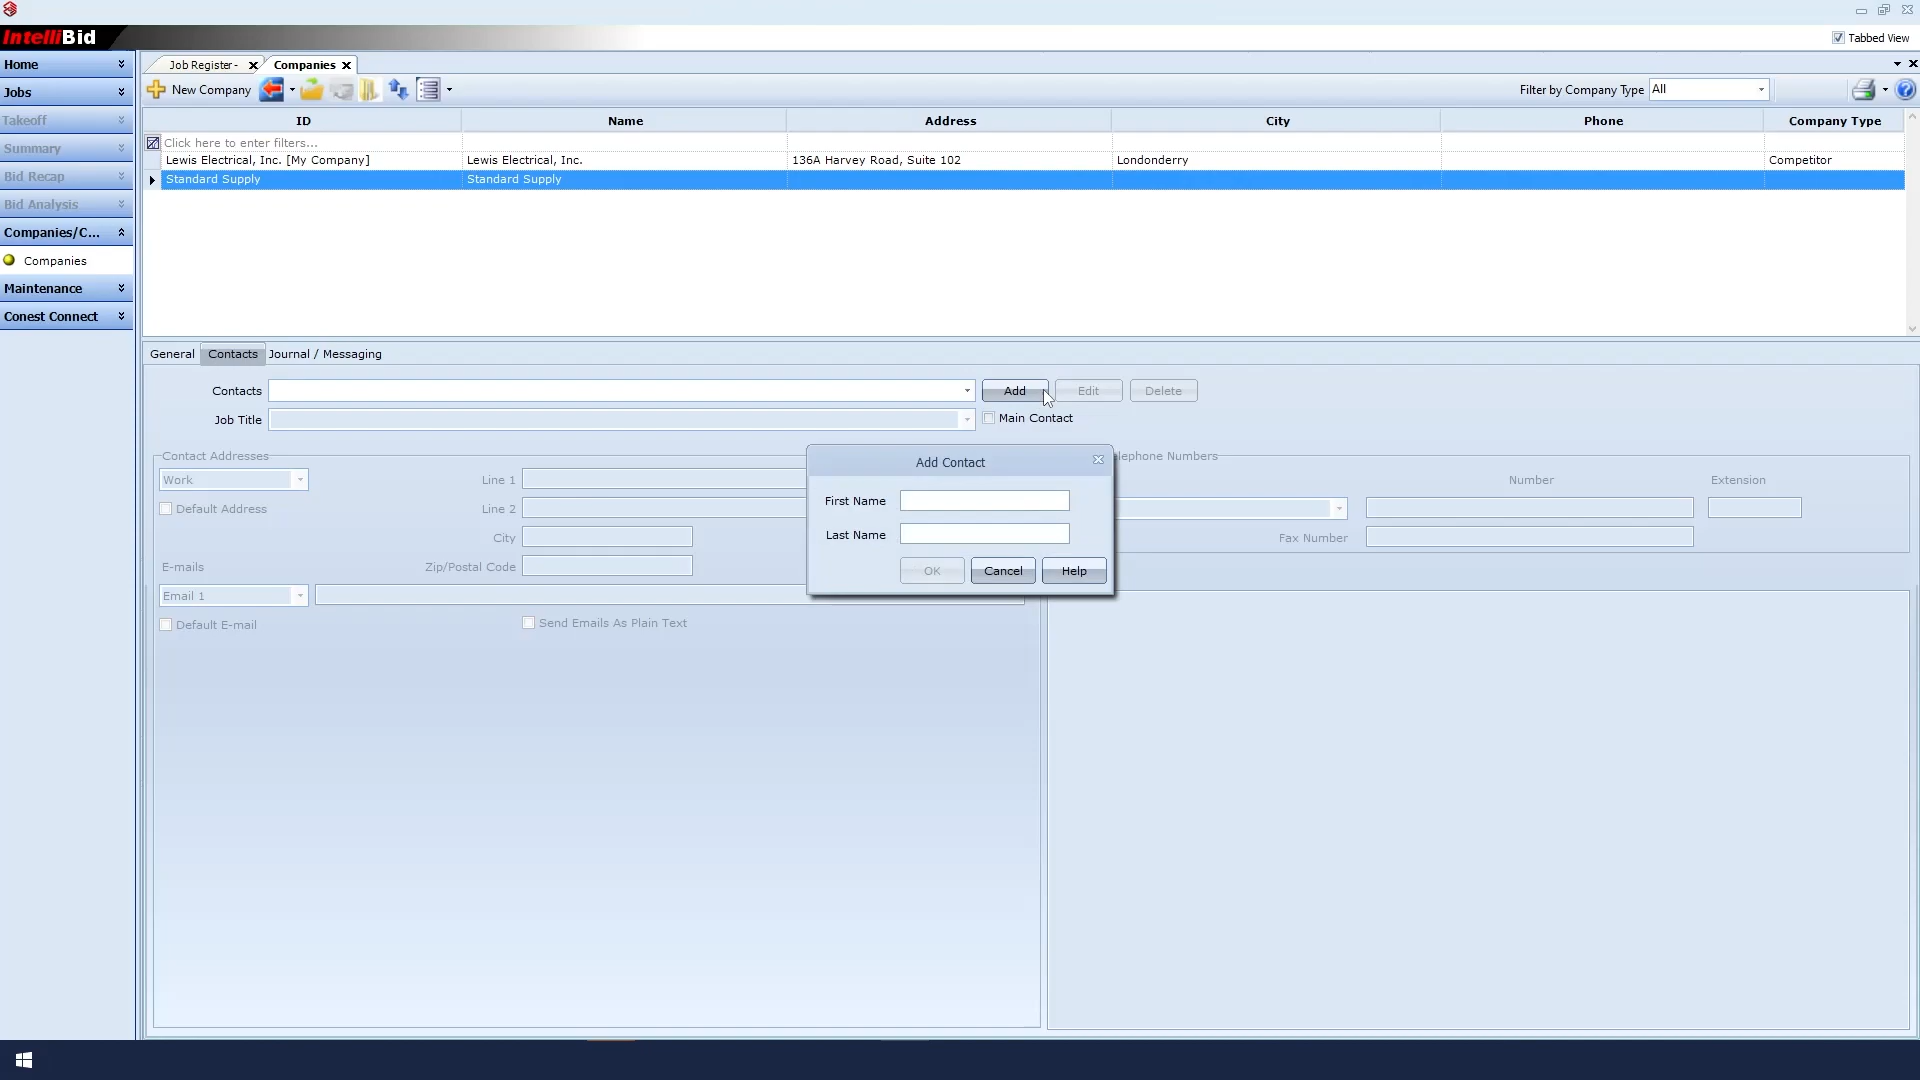 IntelliBid
Tabbed View
Home
Jobs
Takeoff
Summary
Bid Recap
Bid Analysis
Companies/C...
Companies
Maintenance
Conest Connect
Job Register -
Companies
New Company
Filter by Company Type All
ID Name Address City Phone Company Type
Click here to enter filters...
Lewis Electrical, Inc. [My Company] Lewis Electrical, Inc. 136A Harvey Road, Suite 102 Londonderry Competitor
Standard Supply Standard Supply
General Contacts Journal / Messaging
Contacts Add Edit Delete
Job Title Main Contact
Contact Addresses
Work Line 1
Default Address Line 2
City
E-mails Zip/Postal Code
Email 1
Default E-mail Send Emails As Plain Text
Add Contact
First Name
Last Name
OK Cancel Help
lephone Numbers
Number Extension
Fax Number